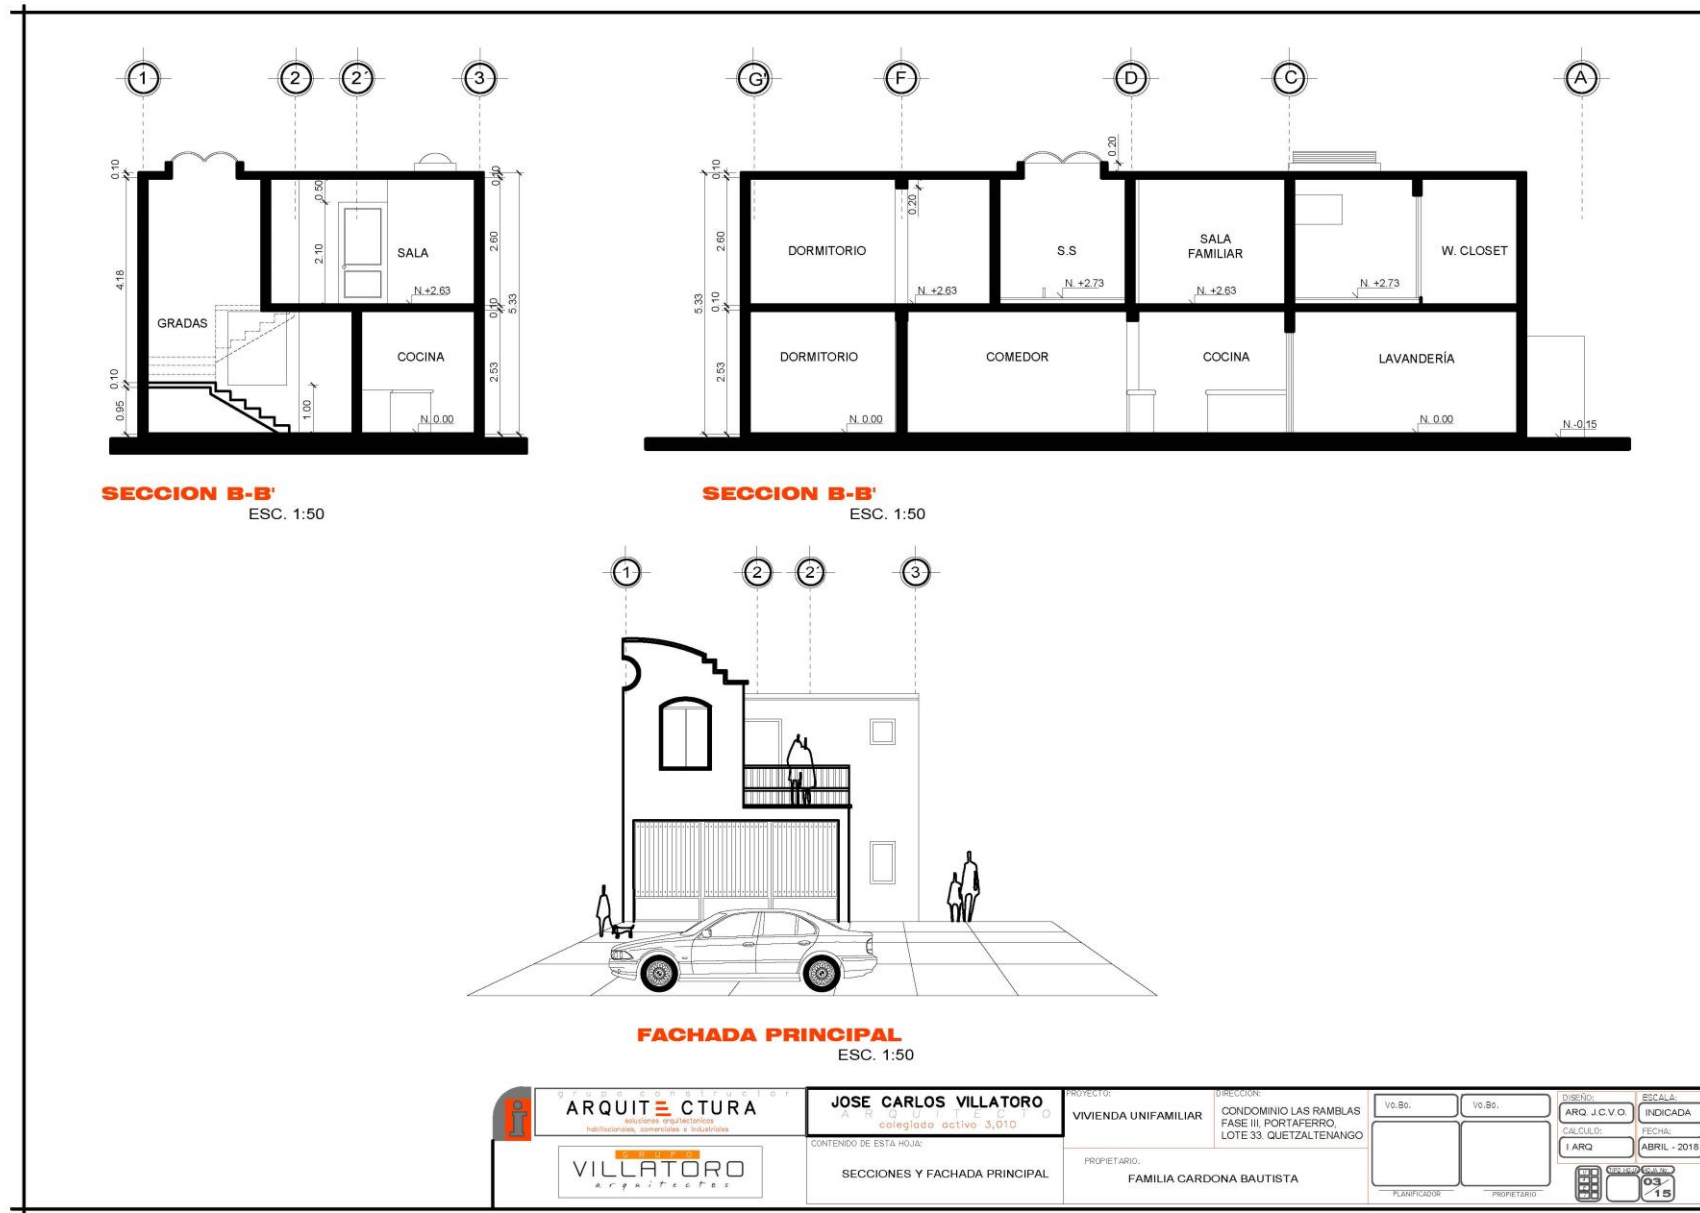 1 2 2´ 3
0.10
4.18
0.10
0.95
0.50
2.10
SALA
N.+2.63
GRADAS
COCINA
1.00
N. 0.00
0.10
2.60
0.10
2.53
5.33
SECCION B-B'
ESC. 1:50
G' F D C A
0.20
0.10
2.60
0.10
2.53
5.33
0.20
DORMITORIO
N. +2.63
S.S
N. +2.73
SALA
FAMILIAR
N. +2.63
N. +2.73
W. CLOSET
DORMITORIO
N. 0.00
COMEDOR
COCINA
LAVANDERÍA
N. 0.00
N.-0.15
SECCION B-B'
ESC. 1:50
1 2 2´ 3
FACHADA PRINCIPAL
ESC. 1:50
i
grupo constructor
ARQUITECTURA
soluciones arquitectonicas
habitacionales, comerciales e industriales
GRUPO
VILLATORO
arquitectos
JOSE CARLOS VILLATORO
ARQUITECTO
colegiado activo 3,010
CONTENIDO DE ESTA HOJA:
SECCIONES Y FACHADA PRINCIPAL
PROYECTO:
VIVIENDA UNIFAMILIAR
DIRECCION:
CONDOMINIO LAS RAMBLAS
FASE III, PORTAFERRO,
LOTE 33. QUETZALTENANGO
PROPIETARIO.
FAMILIA CARDONA BAUTISTA
Vo.Bo. Vo.Bo.
PLANIFICADOR PROPIETARIO
DISEÑO:
ARQ. J.C.V.O.
ESCALA:
INDICADA
CALCULO:
I ARQ
FECHA:
ABRIL - 2018
03
15